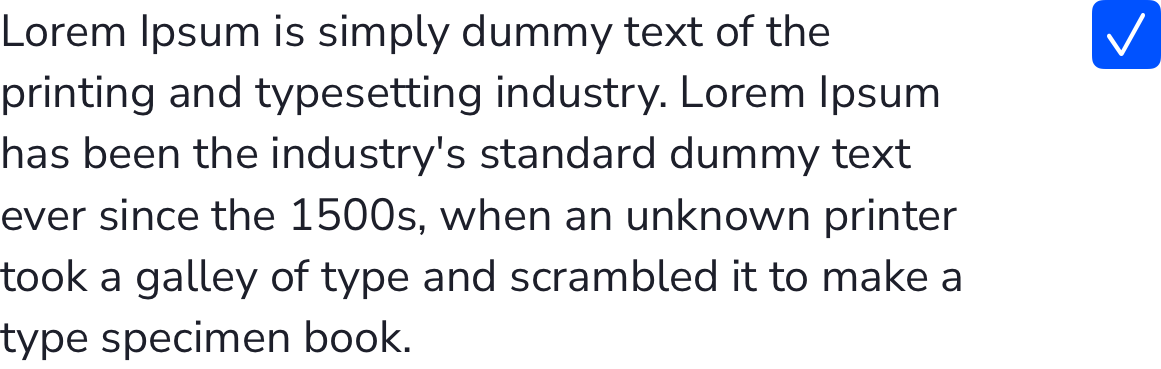 Lorem Ipsum is simply dummy text of the
printing and typesetting industry. Lorem Ipsum
has been the industry's standard dummy text
ever since the 1500s, when an unknown printer
took a galley of type and scrambled it to make a
type specimen book.